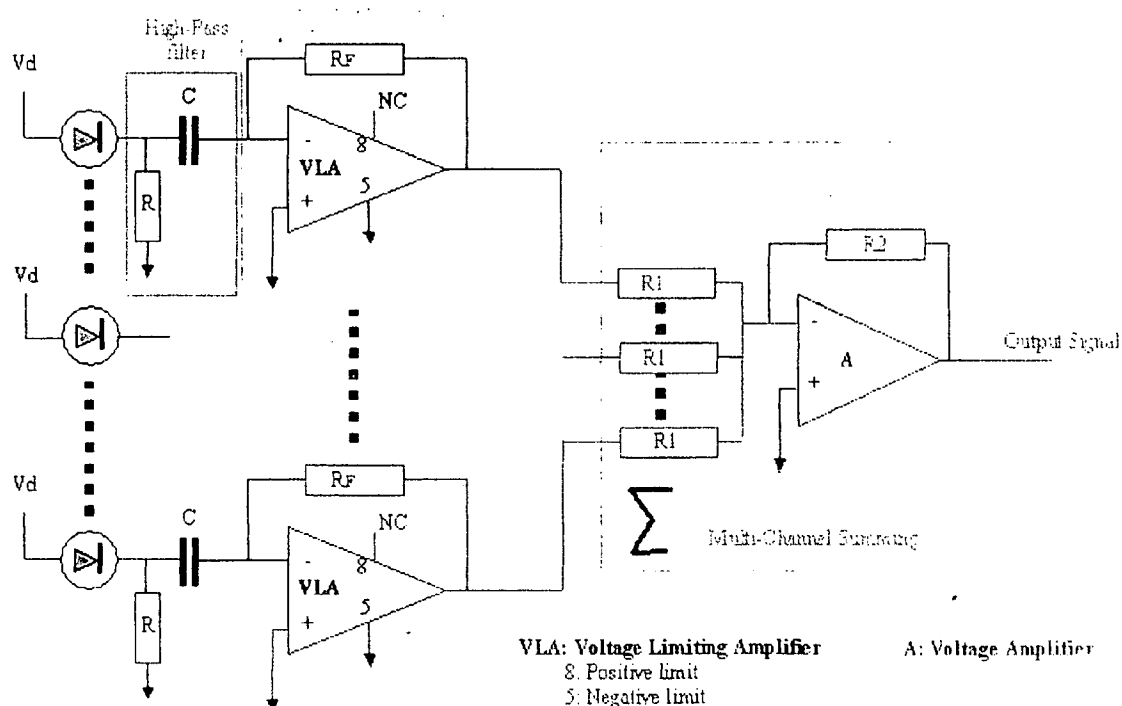 High-Pass
filter
Vd
C
RF
NC
8
-
VLA
5
+
R
Vd
R1
R2
R1
-
A
+
Output Signal
R1
RF
Vd
C
NC
8
-
VLA
5
+
R
Σ
Multi-Channel Summing
VLA: Voltage Limiting Amplifier
A: Voltage Amplifier
8: Positive limit
5: Negative limit